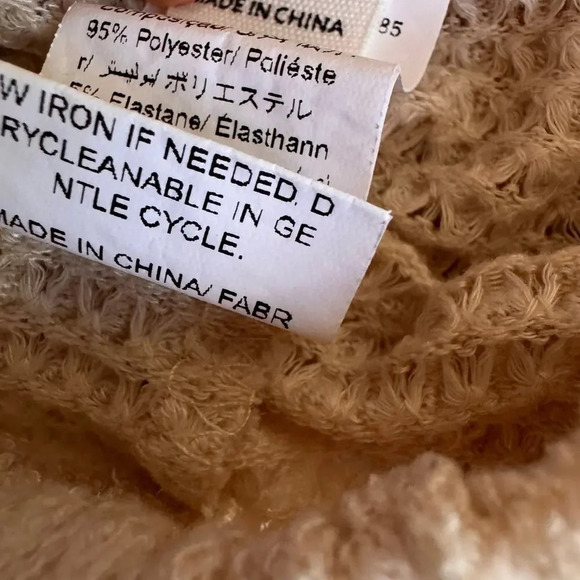 MADE IN CHINA
85
95% Polyester/ Poliéste
r/ بوليستر ポリエステル
5% Elastane/ Élasthann
W IRON IF NEEDED. D
RYCLEANABLE IN GE
NTLE CYCLE.
MADE IN CHINA/ FABR